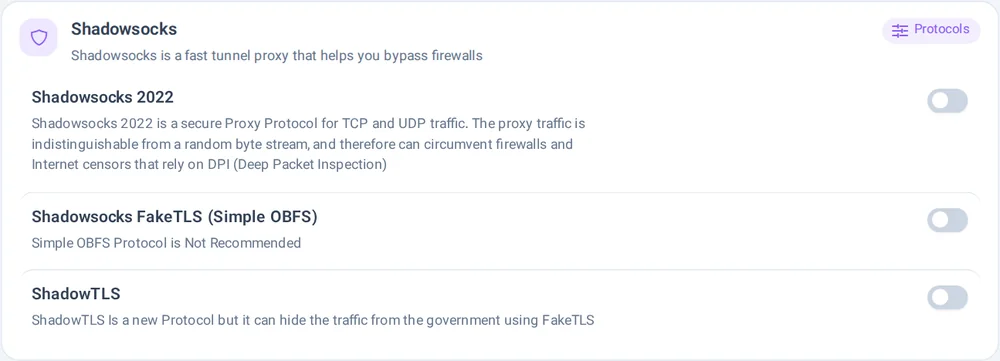 Shadowsocks
Protocols
Shadowsocks is a fast tunnel proxy that helps you bypass firewalls
Shadowsocks 2022
Shadowsocks 2022 is a secure Proxy Protocol for TCP and UDP traffic. The proxy traffic is
indistinguishable from a random byte stream, and therefore can circumvent firewalls and
Internet censors that rely on DPI (Deep Packet Inspection)
Shadowsocks FakeTLS (Simple OBFS)
Simple OBFS Protocol is Not Recommended
ShadowTLS
ShadowTLS Is a new Protocol but it can hide the traffic from the government using FakeTLS